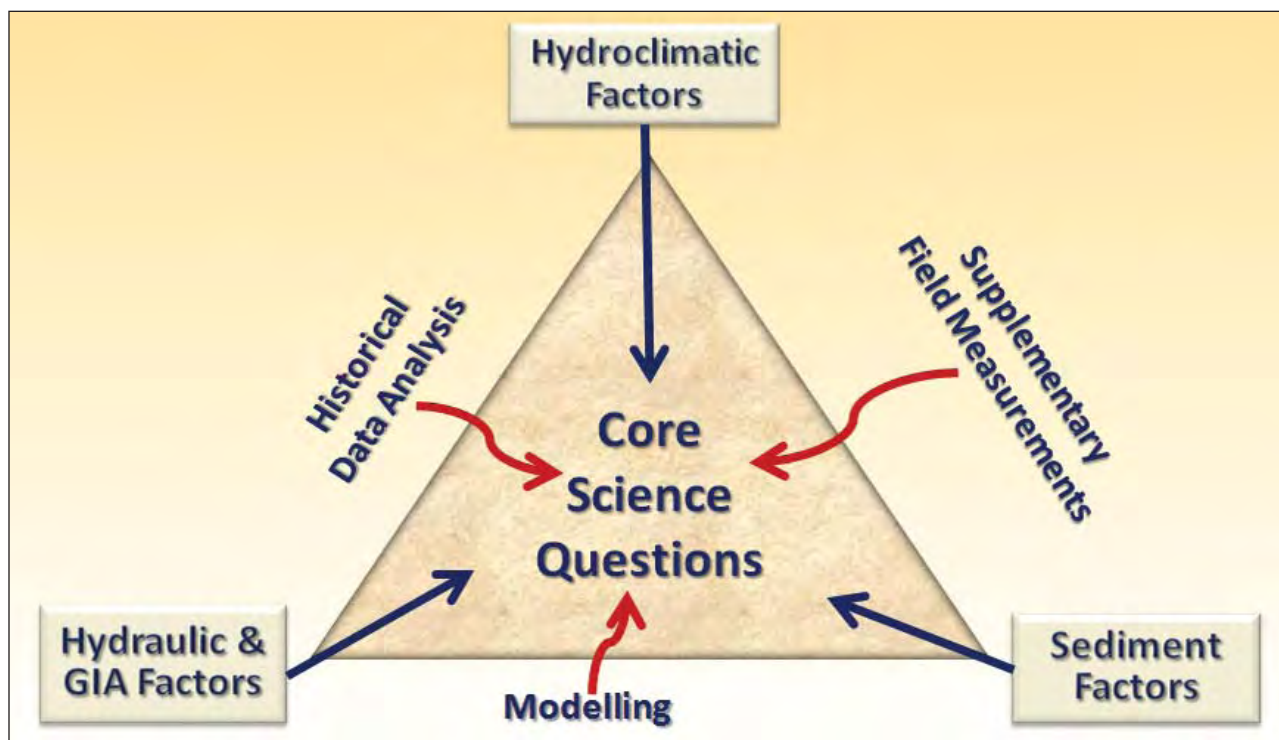 Hydroclimatic
Factors
Historical
Data Analysis
Supplementary
Field Measurements
Core
Science
Questions
Hydraulic &
GIA Factors
Modelling
Sediment
Factors